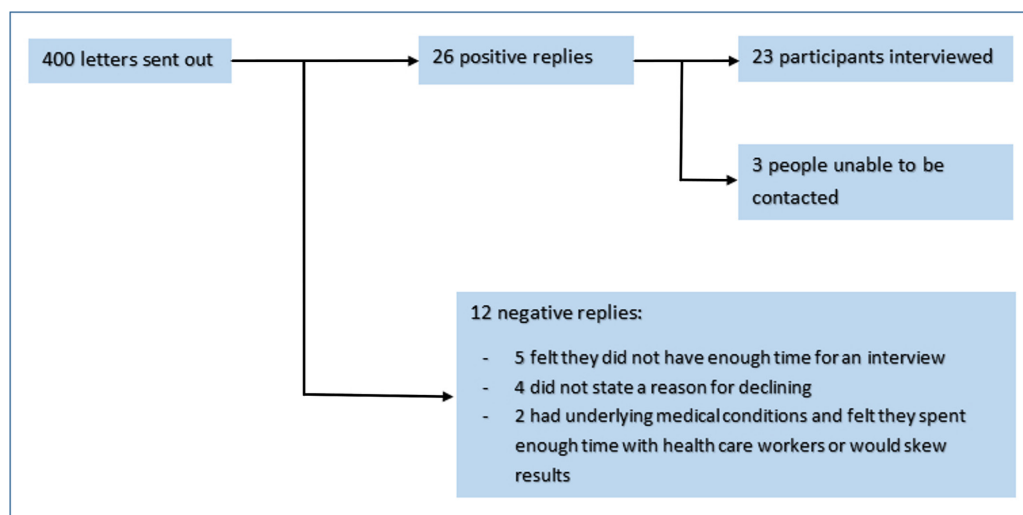 400 letters sent out
26 positive replies
23 participants interviewed
3 people unable to be
contacted
12 negative replies:
- 5 felt they did not have enough time for an interview
- 4 did not state a reason for declining
- 2 had underlying medical conditions and felt they spent
enough time with health care workers or would skew
results